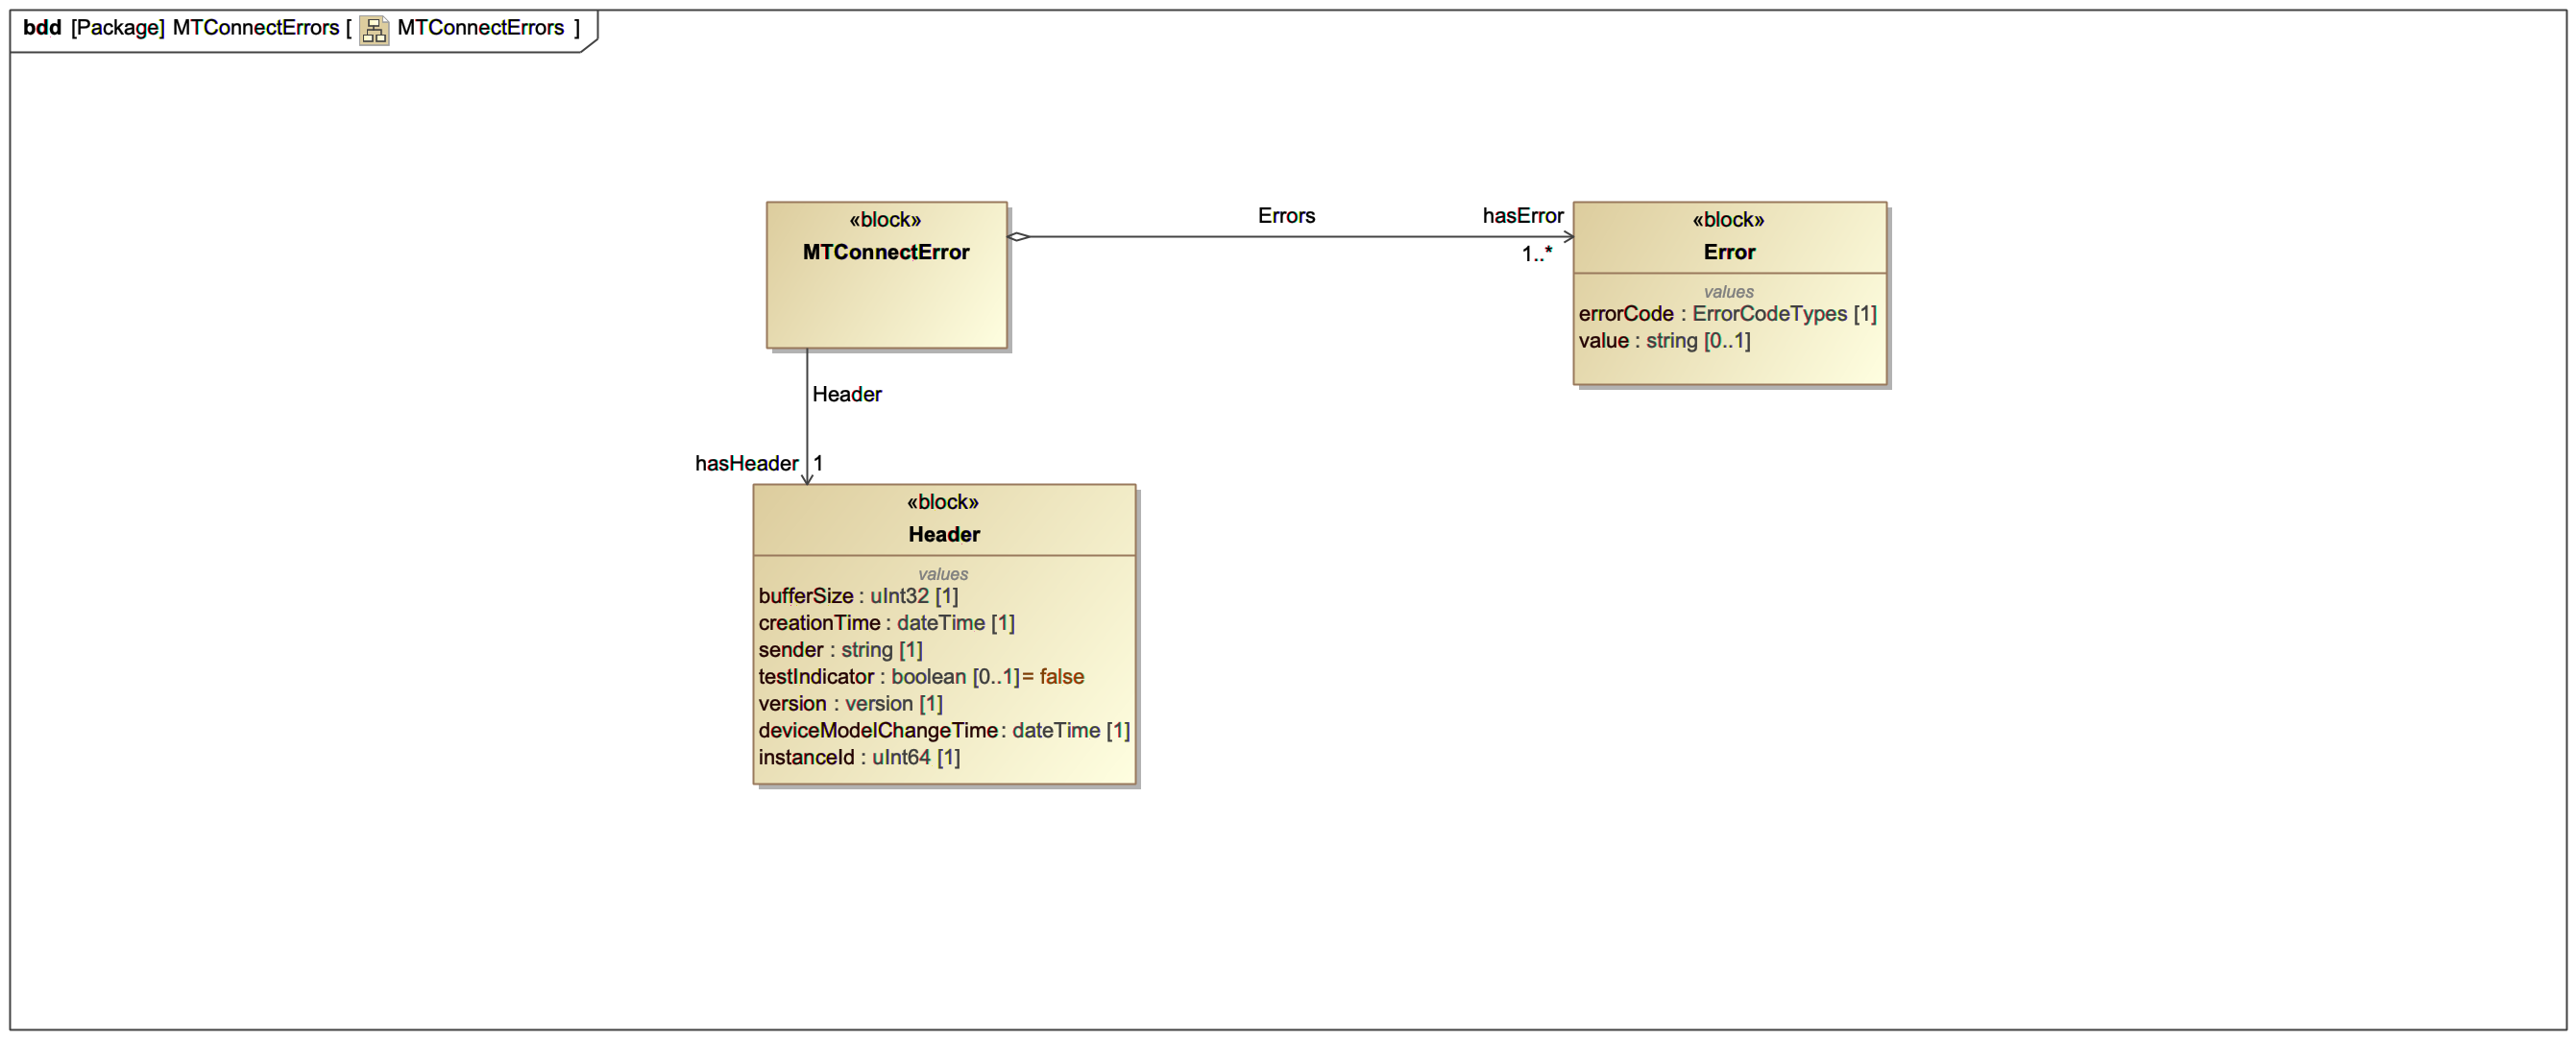 bdd [Package] MTConnectErrors [ MTConnectErrors ]
«block»
MTConnectError
Errors
hasError
1..*
«block»
Error
values
errorCode : ErrorCodeTypes [1]
value : string [0..1]
Header
hasHeader
1
«block»
Header
values
bufferSize : uInt32 [1]
creationTime : dateTime [1]
sender : string [1]
testIndicator : boolean [0..1]= false
version : version [1]
deviceModelChangeTime : dateTime [1]
instanceId : uInt64 [1]